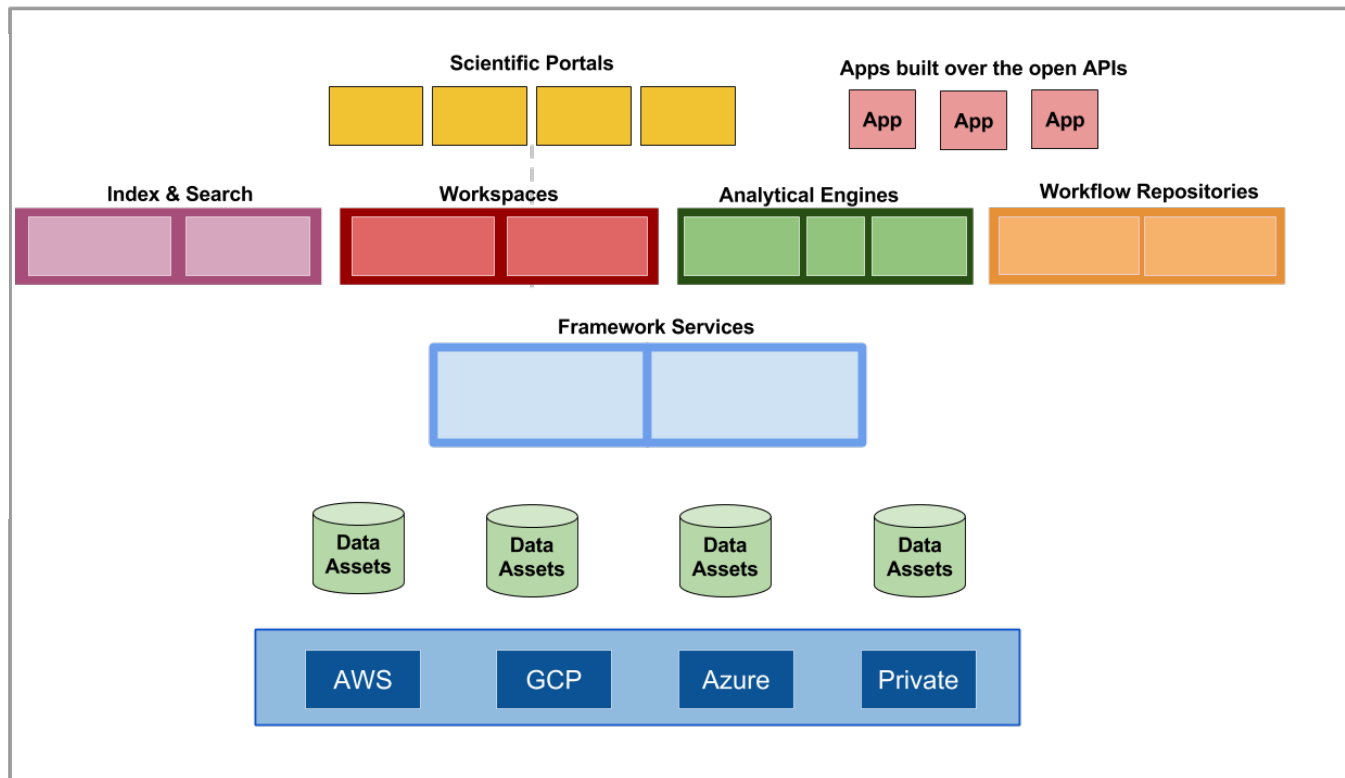 Scientific Portals
Apps built over the open APIs
App
App
App
Index & Search
Workspaces
Analytical Engines
Workflow Repositories
Framework Services
Data
Assets
Data
Assets
Data
Assets
Data
Assets
AWS
GCP
Azure
Private